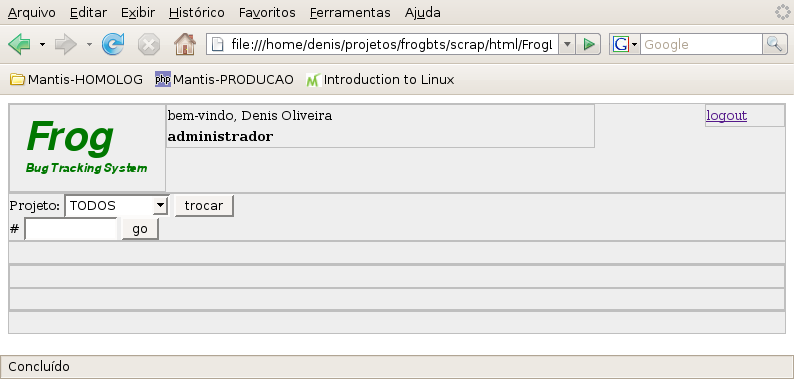 Arquivo Editar Exibir Histórico Favoritos Ferramentas Ajuda
file:///home/denis/projetos/frogbts/scrap/html/Frogl G Google
Mantis-HOMOLOG php Mantis-PRODUCAO Introduction to Linux
Frog
Bug Tracking System
bem-vindo, Denis Oliveira
administrador
logout
Projeto: TODOS trocar
# go
Concluído